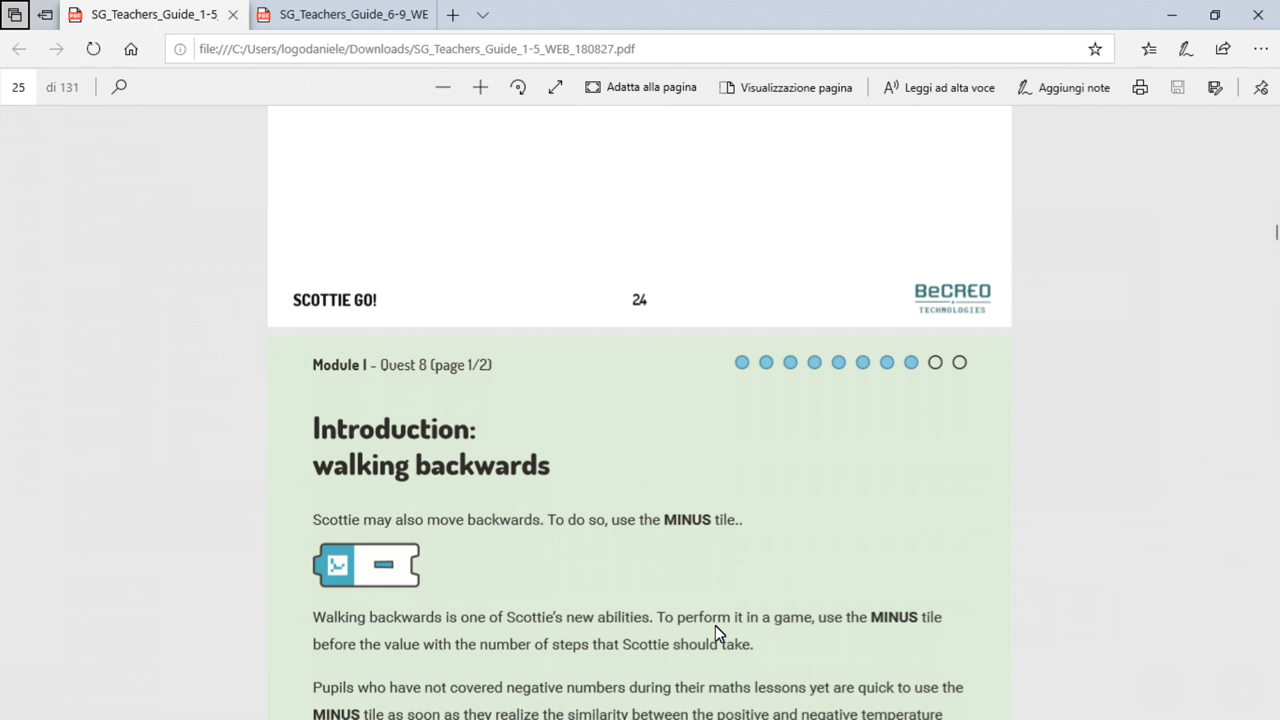 SG_Teachers_Guide_1-5_
SG_Teachers_Guide_6-9_WE
file:///C:/Users/logodaniele/Downloads/SG_Teachers_Guide_1-5_WEB_180827.pdf
25 di 131
Adatta alla pagina
Visualizzazione pagina
Leggi ad alta voce
Aggiungi note
SCOTTIE GO!
24
BeCREO
TECHNOLOGIES
Module I - Quest 8 (page 1/2)
Introduction:
walking backwards
Scottie may also move backwards. To do so, use the MINUS tile..
Walking backwards is one of Scottie's new abilities. To perform it in a game, use the MINUS tile
before the value with the number of steps that Scottie should take.
Pupils who have not covered negative numbers during their maths lessons yet are quick to use the
MINUS tile as soon as they realize the similarity between the positive and negative temperature